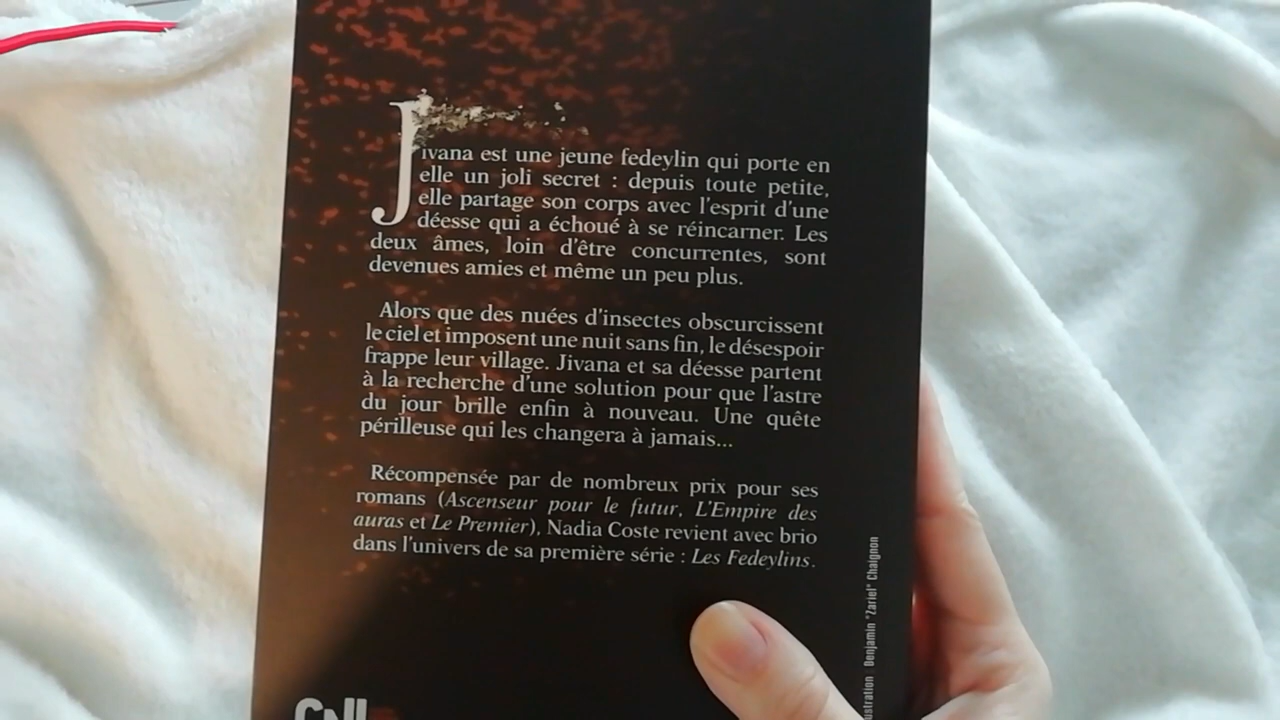 Jivana est une jeune fedeylin qui porte en
elle un joli secret : depuis toute petite,
elle partage son corps avec l'esprit d'une
déesse qui a échoué à se réincarner. Les
deux âmes, loin d'être concurrentes, sont
devenues amies et même un peu plus.
Alors que des nuées d'insectes obscurcissent
le ciel et imposent une nuit sans fin, le désespoir
frappe leur village. Jivana et sa déesse partent
à la recherche d'une solution pour que l'astre
du jour brille enfin à nouveau. Une quête
périlleuse qui les changera à jamais...
Récompensée par de nombreux prix pour ses
romans (Ascenseur pour le futur, L'Empire des
auras et Le Premier), Nadia Coste revient avec brio
dans l'univers de sa première série : Les Fedeylins.
Benjamin "Zariel" Chaignon